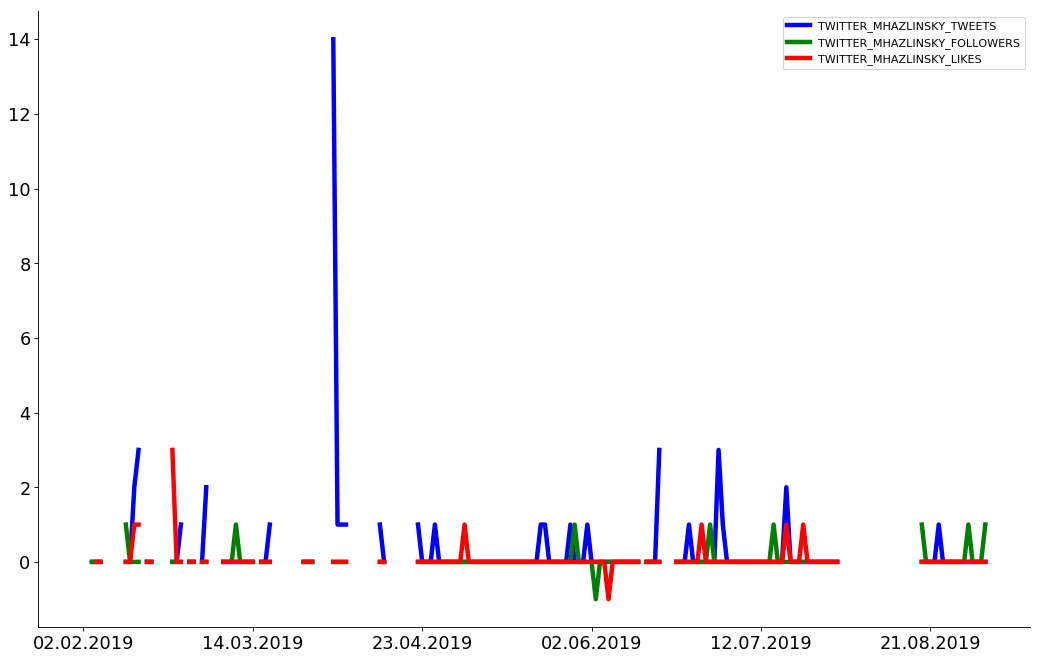 TWITTER_MHAZLINSKY_TWEETS
TWITTER_MHAZLINSKY_FOLLOWERS
TWITTER_MHAZLINSKY_LIKES
14
12
10
8
6
4
2
0
02.02.2019 14.03.2019 23.04.2019 02.06.2019 12.07.2019 21.08.2019